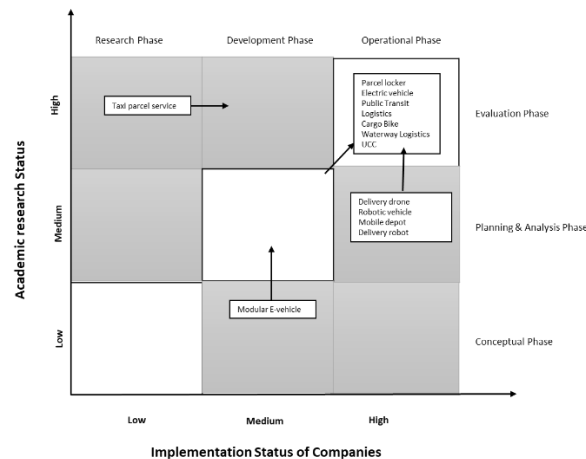 Research Phase
Development Phase
Operational Phase
Academic research Status
High
Medium
Low
Taxi parcel service
Parcel locker
Electric vehicle
Public Transit
Logistics
Cargo Bike
Waterway Logistics
UCC
Evaluation Phase
Delivery drone
Robotic vehicle
Mobile depot
Delivery robot
Planning & Analysis Phase
Modular E-vehicle
Conceptual Phase
Low
Medium
High
Implementation Status of Companies